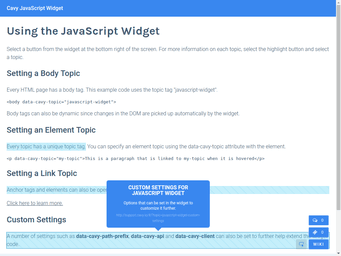 Cavy JavaScript Widget
Using the JavaScript Widget
Select a button from the widget at the bottom right of the screen. For more information on each topic, select the highlight button and select
a topic.
Setting a Body Topic
Every HTML page has a body tag. This example code uses the topic tag "javascript-widget":
<body data-cavy-topic="javascript-widget">
Body tags can also be dynamic since changes in the DOM are picked up automatically by the widget.
Setting an Element Topic
Every topic has a unique topic tag. You can specify an element topic using the data-cavy-topic attribute with the element.
<p data-cavy-topic="my-topic">This is a paragraph that is linked to my-topic when it is hovered</p>
Setting a Link Topic
Anchor tags and elements can also be ope
Click here to learn more.
CUSTOM SETTINGS FOR
JAVASCRIPT WIDGET
Options that can be set in the widget to
customize it further
Custom Settings
A number of settings such as data-cavy-path-prefix, data-cavy-api and data-cavy-client can also be set to further help extend the
code.